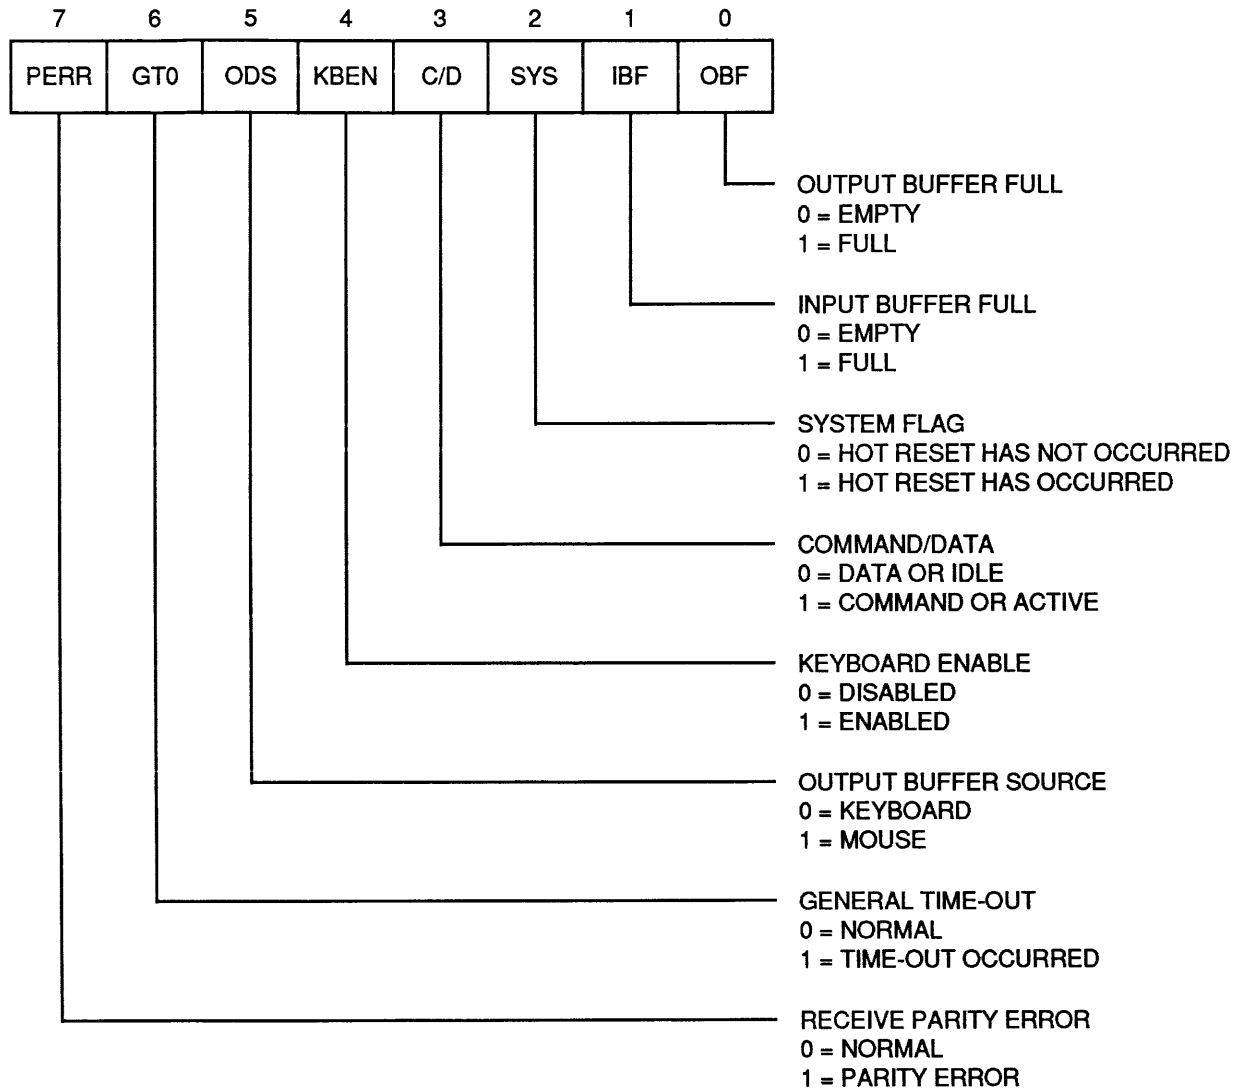 7 6 5 4 3 2 1 0
PERR GT0 ODS KBEN C/D SYS IBF OBF
OUTPUT BUFFER FULL
0 = EMPTY
1 = FULL
INPUT BUFFER FULL
0 = EMPTY
1 = FULL
SYSTEM FLAG
0 = HOT RESET HAS NOT OCCURRED
1 = HOT RESET HAS OCCURRED
COMMAND/DATA
0 = DATA OR IDLE
1 = COMMAND OR ACTIVE
KEYBOARD ENABLE
0 = DISABLED
1 = ENABLED
OUTPUT BUFFER SOURCE
0 = KEYBOARD
1 = MOUSE
GENERAL TIME-OUT
0 = NORMAL
1 = TIME-OUT OCCURRED
RECEIVE PARITY ERROR
0 = NORMAL
1 = PARITY ERROR